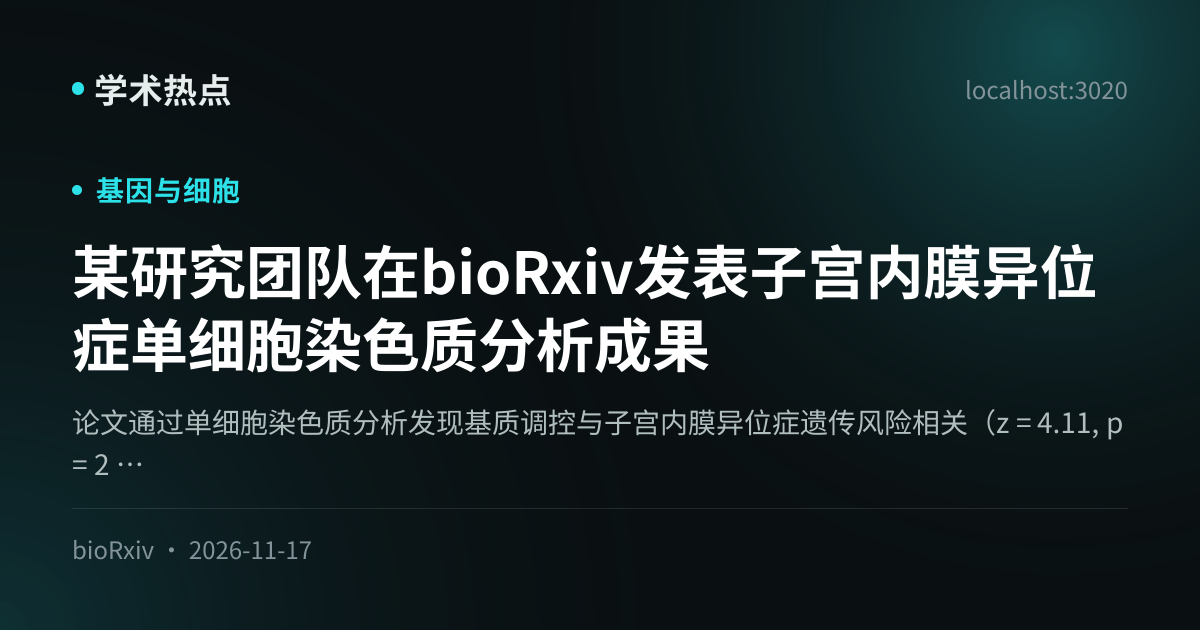 学术热点
localhost:3020
基因与细胞
某研究团队在bioRxiv发表子宫内膜异位
症单细胞染色质分析成果
论文通过单细胞染色质分析发现基质调控与子宫内膜异位症遗传风险相关（z = 4.11, p
= 2 …
bioRxiv · 2026-11-17